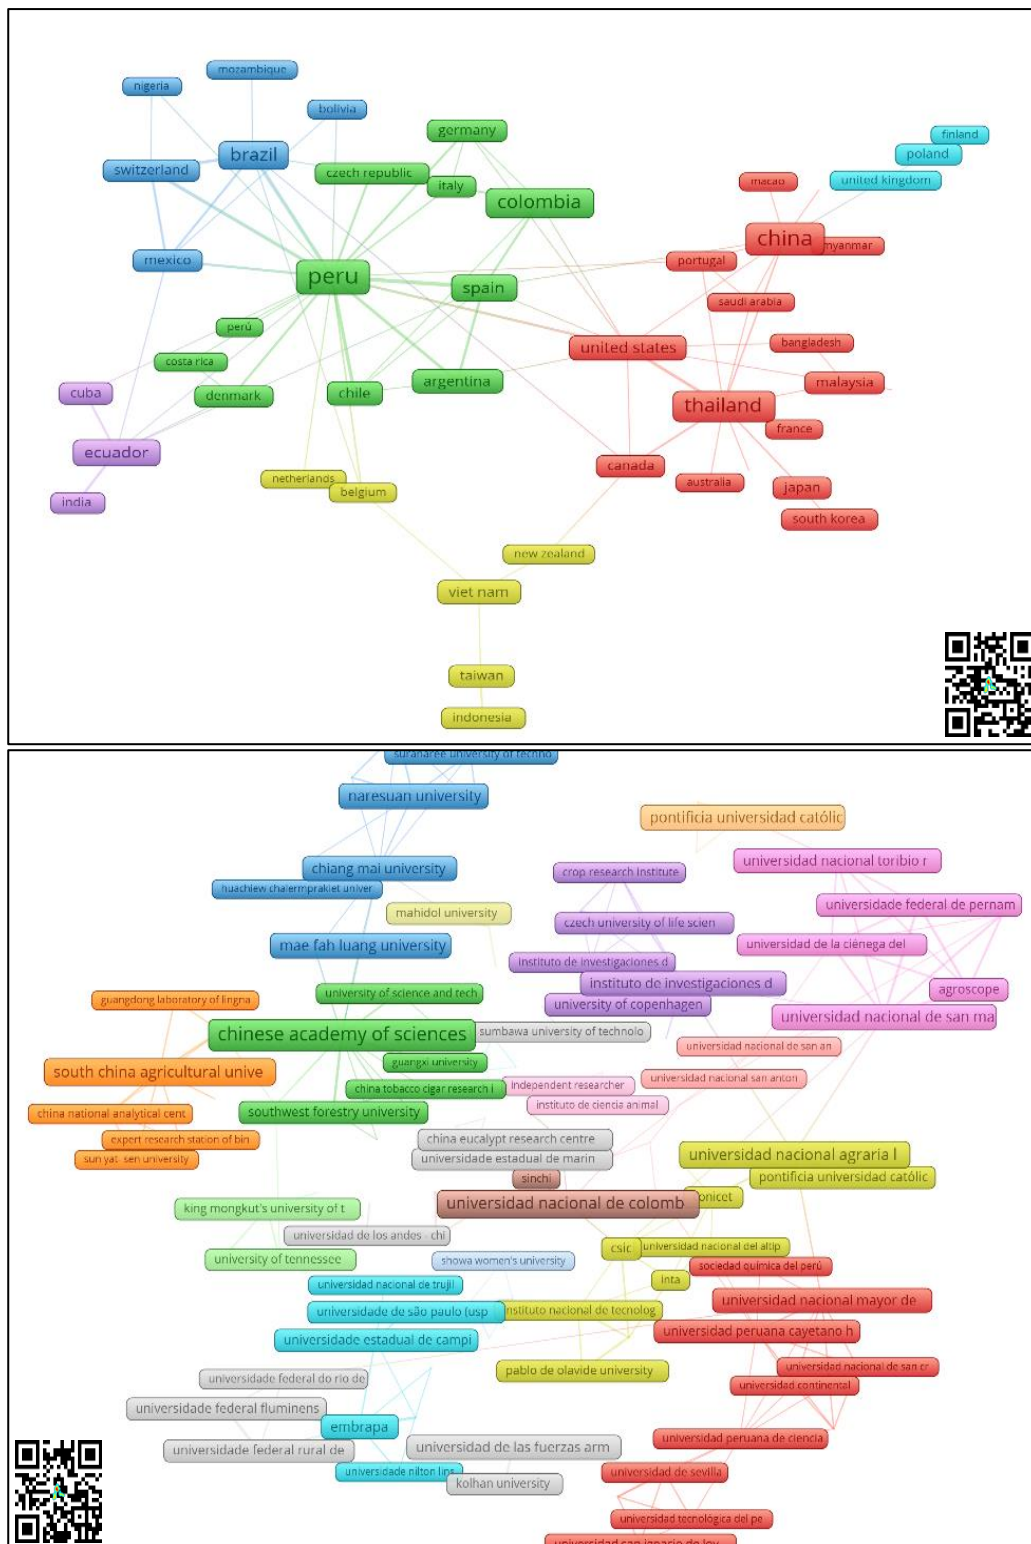 mozambique
nigeria
bolivia
germany
finland
brazil
poland
switzerland
czech republic
united kingdom
italy
macao
colombia
china
myanmar
mexico
portugal
peru
spain
saudi arabia
perú
bangladesh
united states
costa rica
argentina
malaysia
cuba
denmark
chile
thailand
france
ecuador
canada
netherlands
australia
japan
belgium
india
south korea
new zealand
viet nam
taiwan
indonesia
suranaree university of techno
naresuan university
pontificia universidad católic
chiang mai university
universidad nacional toribio r
crop research institute
huachiew chalermprakiet univer
universidade federal de pernam
mahidol university
czech university of life scien
mae fah luang university
universidad de la ciénega del
instituto de investigaciones d
instituto de investigaciones d
university of science and tech
agroscope
guangdong laboratory of lingna
university of copenhagen
universidad nacional de san ma
chinese academy of sciences
sumbawa university of technolo
universidad nacional de san an
guangxi university
south china agricultural unive
universidad nacional san anton
independent researcher
china tobacco cigar research i
instituto de ciencia animal
china national analytical cent
southwest forestry university
expert research station of bin
china eucalypt research centre
sun yat- sen university
universidade estadual de marin
universidad nacional agraria l
sinchi
pontificia universidad católic
universidad nacional de colomb
onicet
king mongkut's university of t
universidad de los andes - chi
csic
universidad nacional del altip
university of tennessee
showa women's university
sociedad química del perú
universidad nacional de trujil
inta
universidad nacional mayor de
universidade de são paulo (usp
instituto nacional de tecnolog
universidad peruana cayetano h
universidade estadual de campi
universidad nacional de san cr
pablo de olavide university
universidade federal do rio de
universidad continental
universidade federal fluminens
embrapa
universidad peruana de ciencia
universidade federal rural de
universidad de las fuerzas arm
universidade nilton lins
universidad de sevilla
kolhan university
universidad tecnológica del pe
universidad san ignacio de loy